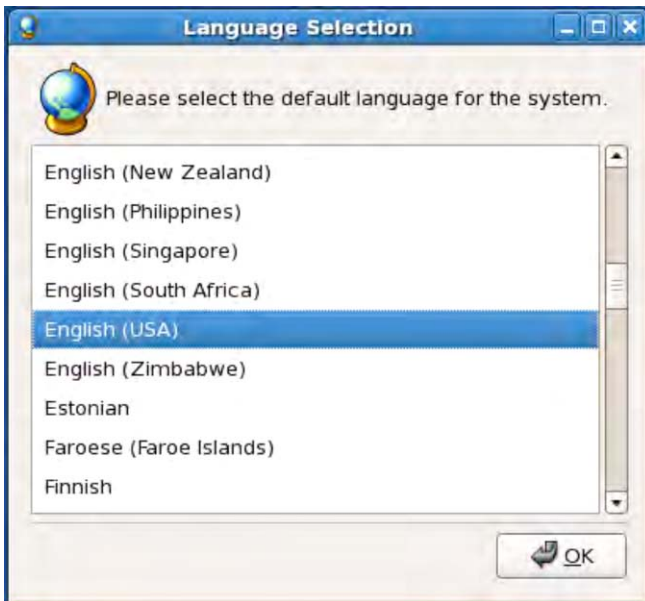 Language Selection
Please select the default language for the system.
English (New Zealand)
English (Philippines)
English (Singapore)
English (South Africa)
English (USA)
English (Zimbabwe)
Estonian
Faroese (Faroe Islands)
Finnish
OK